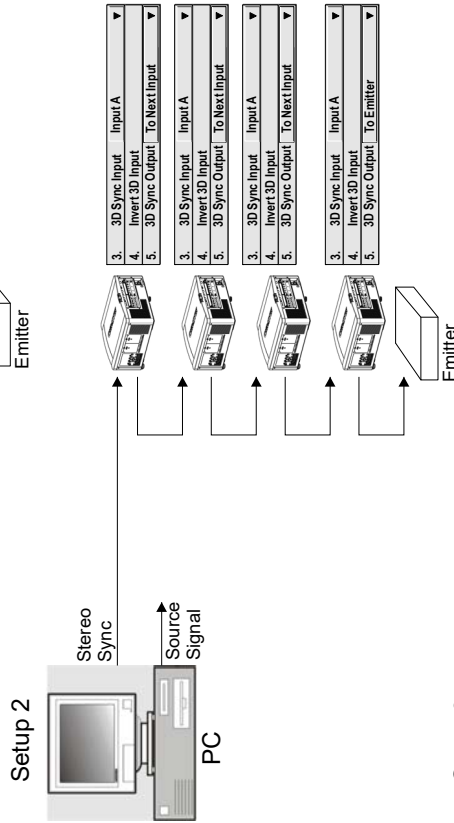 Emitter
Setup 2
Stereo
Sync
Source
Signal
PC
3. 3D Sync Input Input A ▼
4. Invert 3D Input
5. 3D Sync Output To Next Input ▼
3. 3D Sync Input Input A ▼
4. Invert 3D Input
5. 3D Sync Output To Next Input ▼
3. 3D Sync Input Input A ▼
4. Invert 3D Input
5. 3D Sync Output To Next Input ▼
3. 3D Sync Input Input A ▼
4. Invert 3D Input
5. 3D Sync Output To Emitter ▼
Emitter